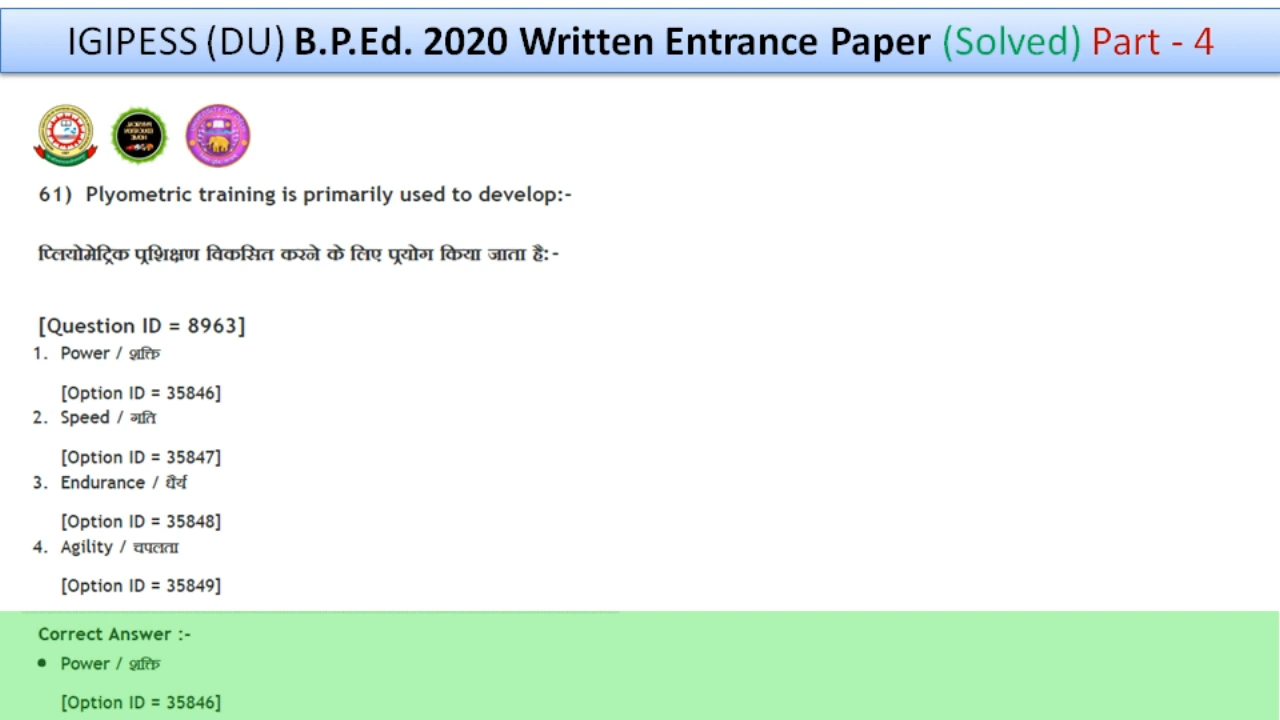 IGIPESS (DU) B.P.Ed. 2020 Written Entrance Paper (Solved) Part - 4
61) Plyometric training is primarily used to develop:-
प्लियोमेट्रिक प्रशिक्षण विकसित करने के लिए प्रयोग किया जाता है:-
[Question ID = 8963]
1. Power / शक्ति
[Option ID = 35846]
2. Speed / गति
[Option ID = 35847]
3. Endurance / धैर्य
[Option ID = 35848]
4. Agility / चपलता
[Option ID = 35849]
Correct Answer :-
• Power / शक्ति
[Option ID = 35846]